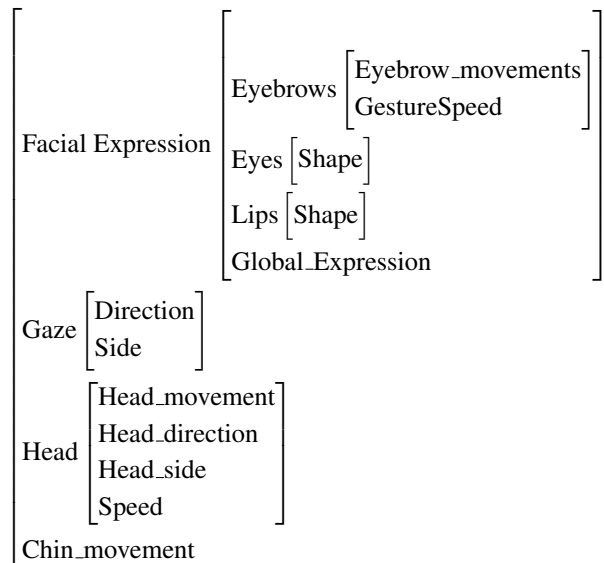 Eyebrow_movements
Eyebrows
GestureSpeed
Facial Expression
Eyes Shape
Lips Shape
Global_Expression
Direction
Gaze
Side
Head_movement
Head_direction
Head
Head_side
Speed
Chin_movement